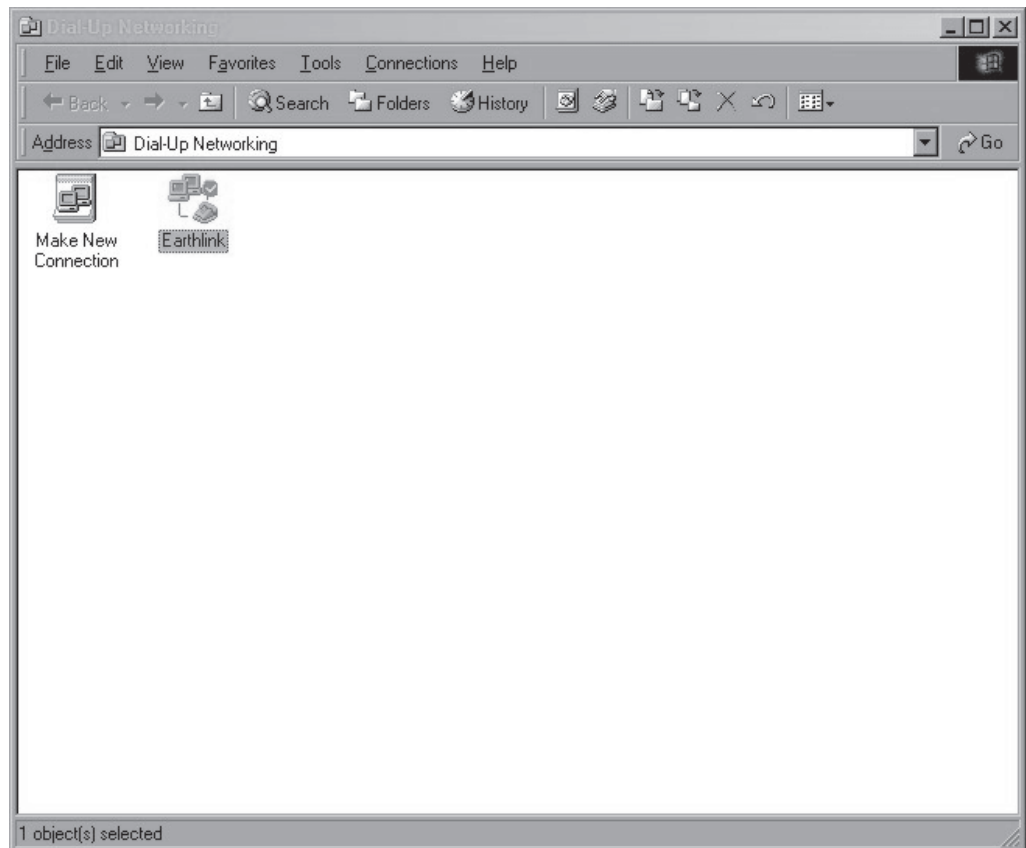 Dial-Up Networking
File Edit View Favorites Tools Connections Help
Back Search Folders History
Address Dial-Up Networking Go
Make New Connection
Earthlink
1 object(s) selected